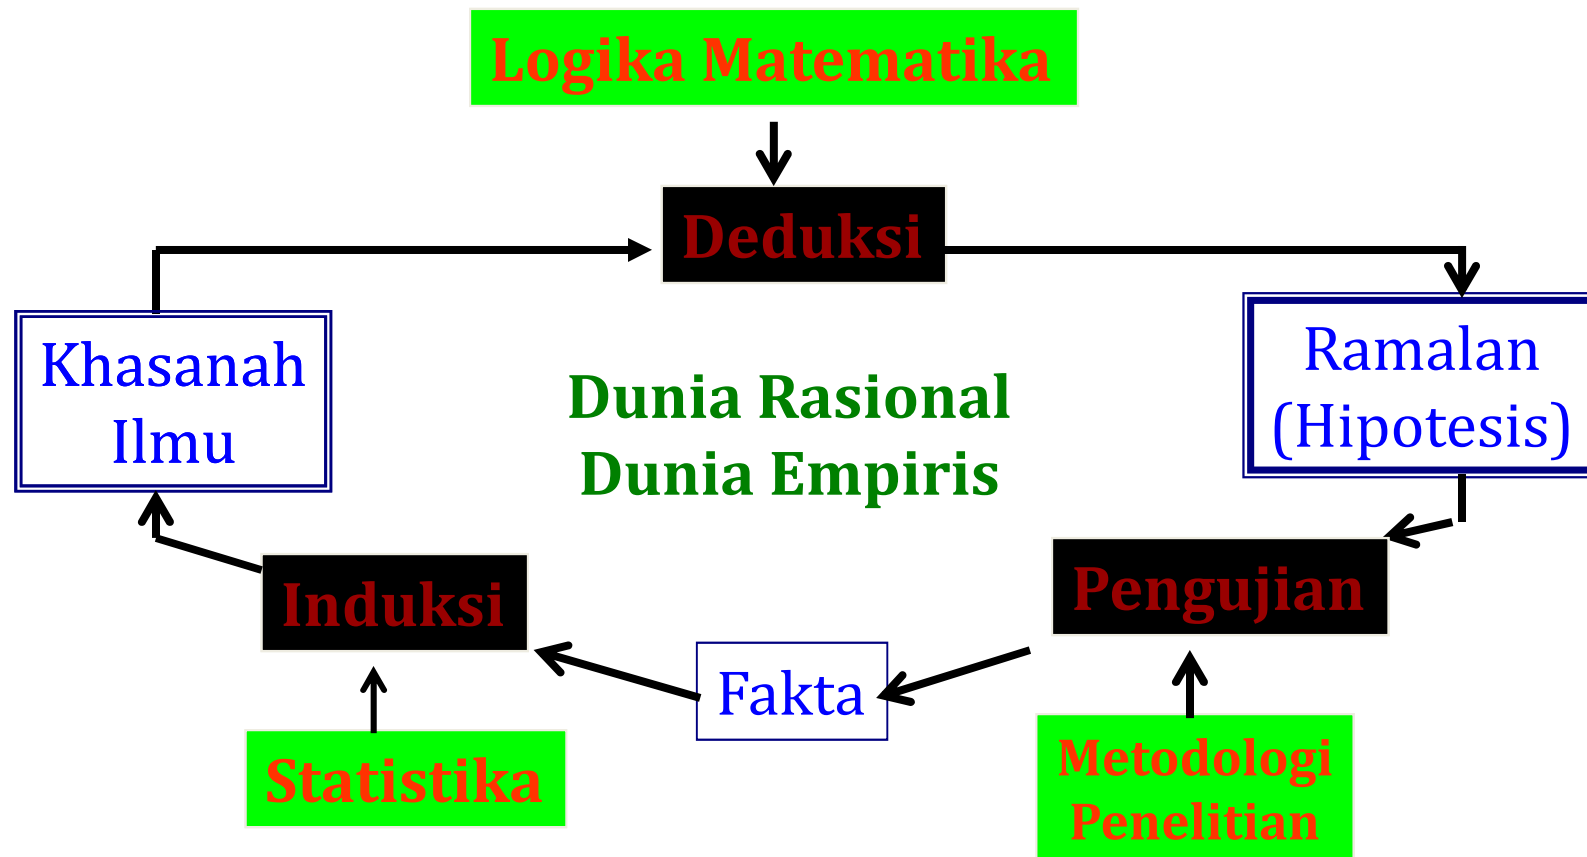 Logika Matematika
Deduksi
Khasanah
Ilmu
Dunia Rasional
Dunia Empiris
Ramalan
(Hipotesis)
Induksi
Pengujian
Fakta
Statistika
Metodologi
Penelitian